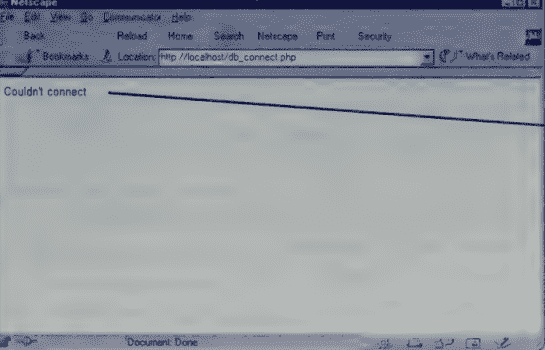 Netscape
File Edit View Go Communicator Help
Back Reload Home Search Netscape Print Security
Bookmarks Location: http://localhost/db_connect.php What's Related
Couldn't connect
Document: Done